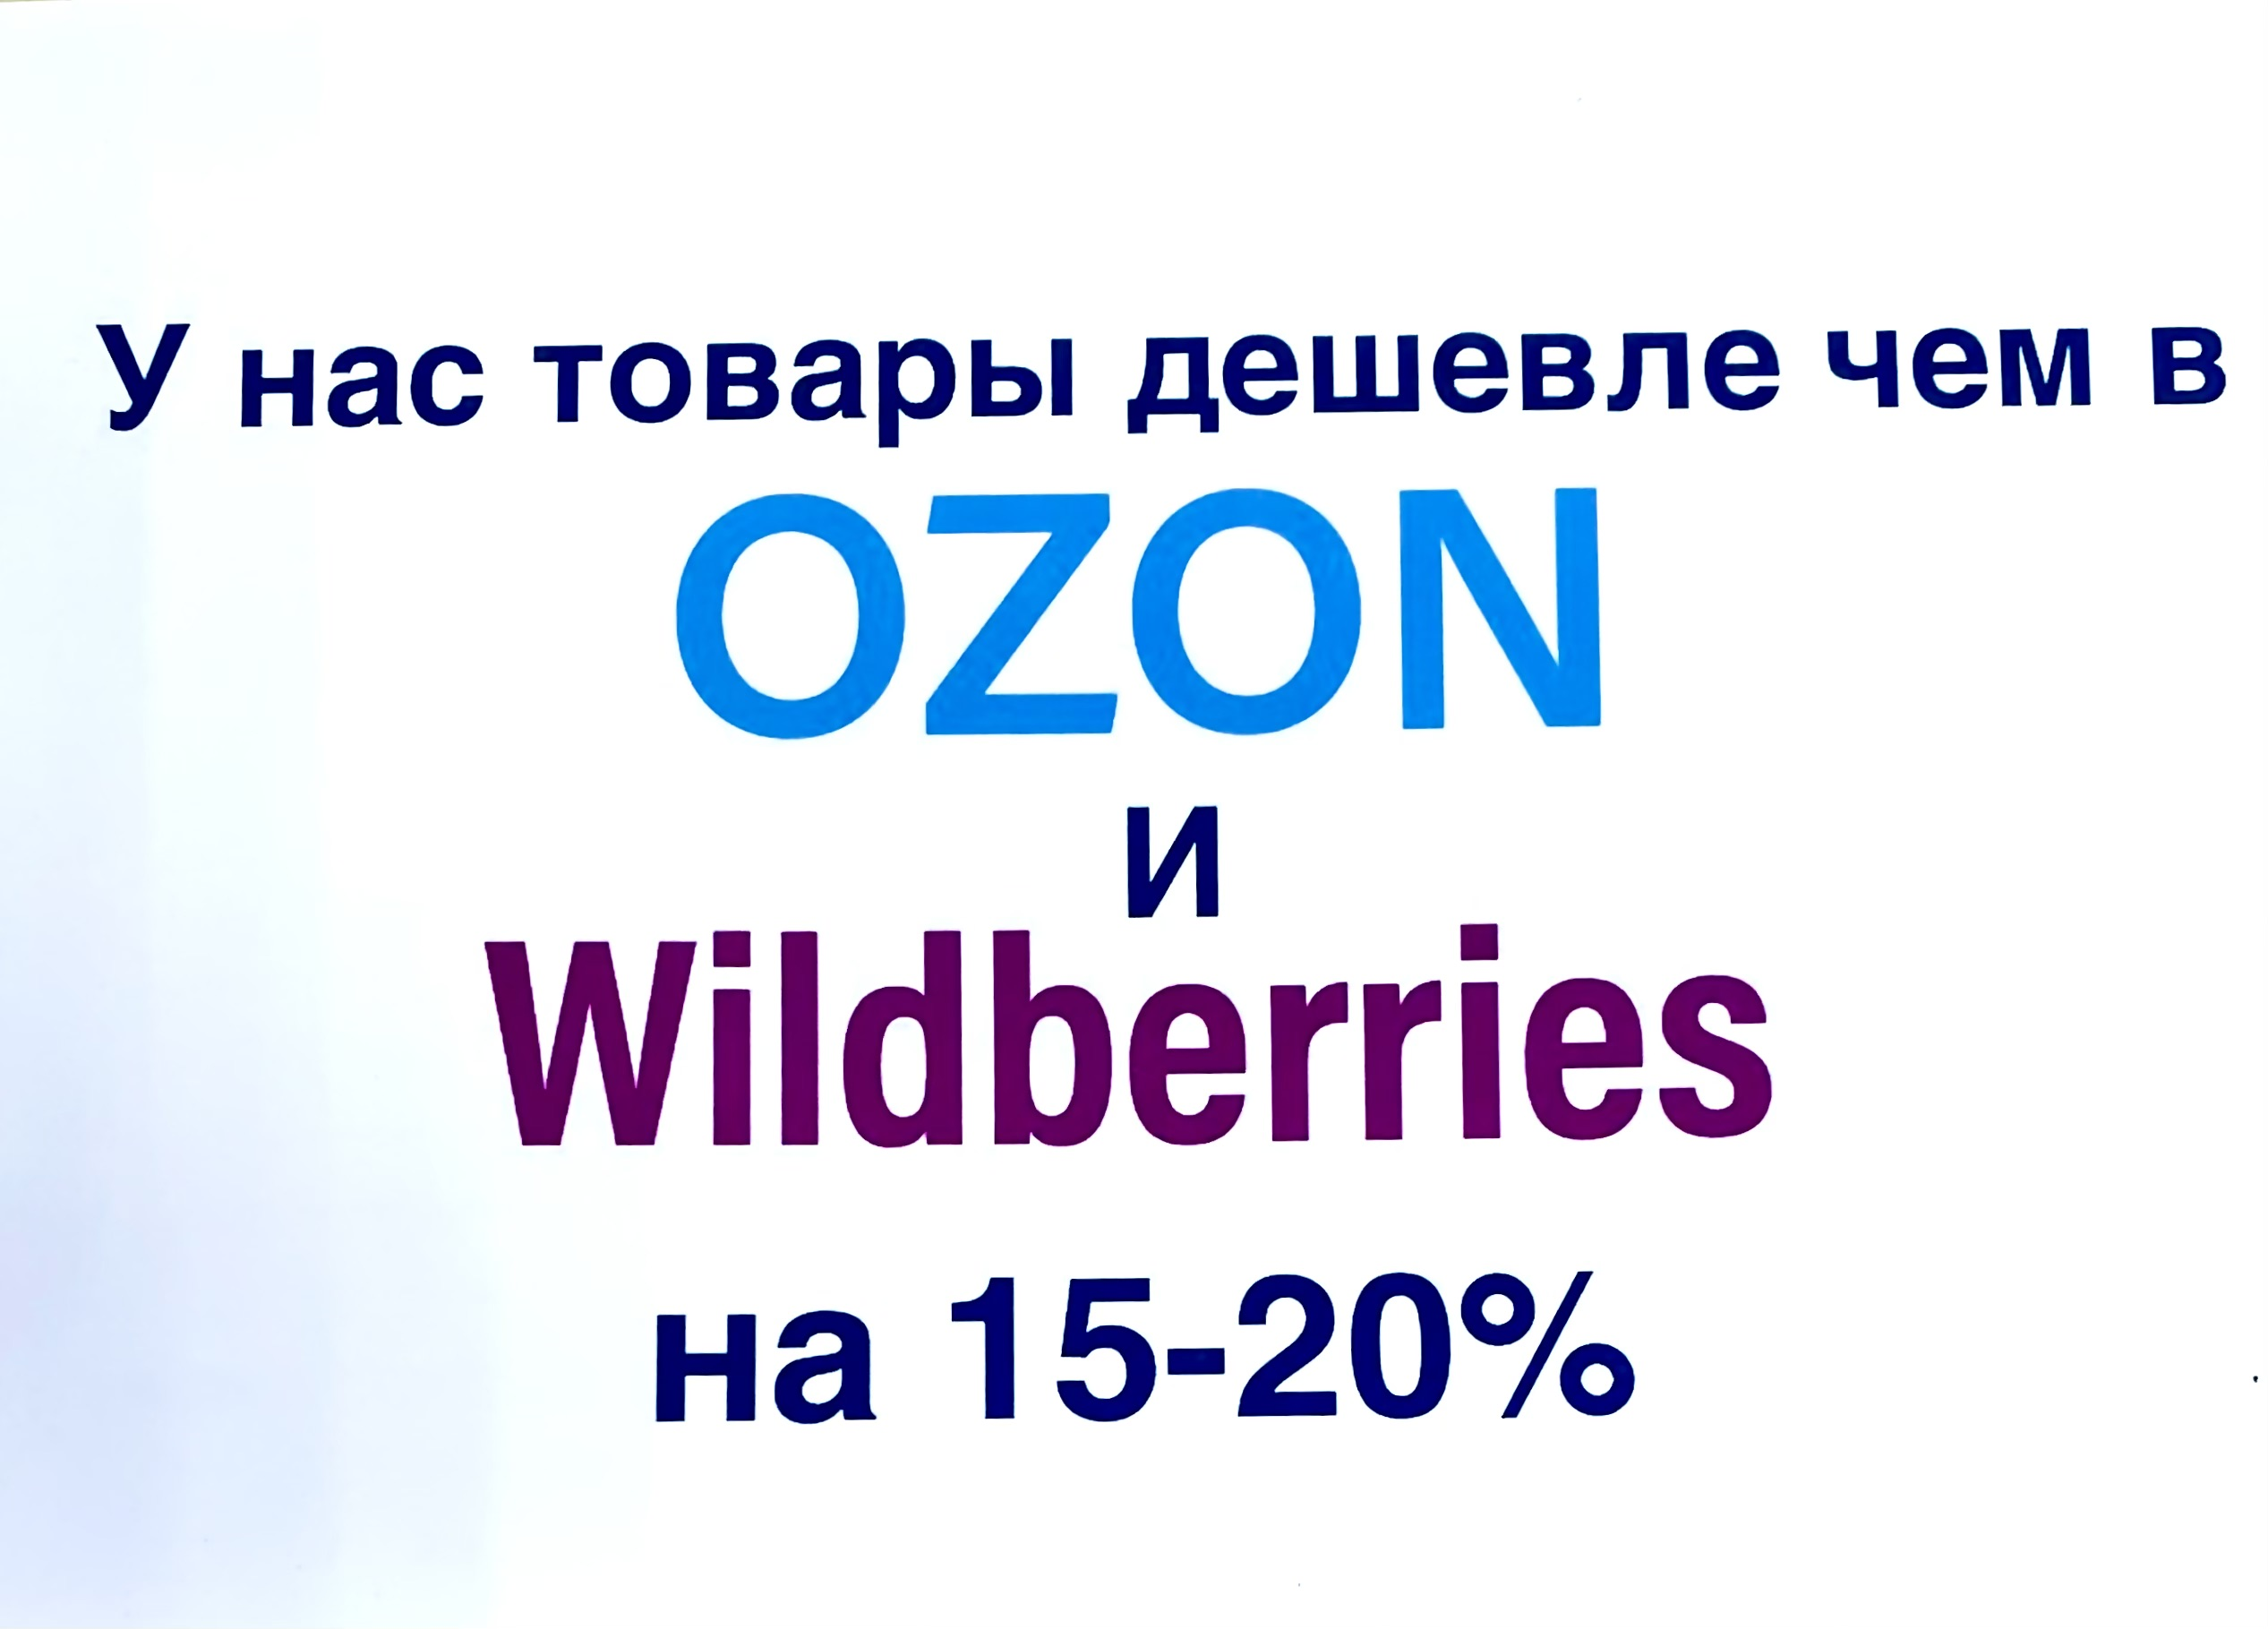 У нас товары дешевле чем в
OZON
и
Wildberries
на 15-20%